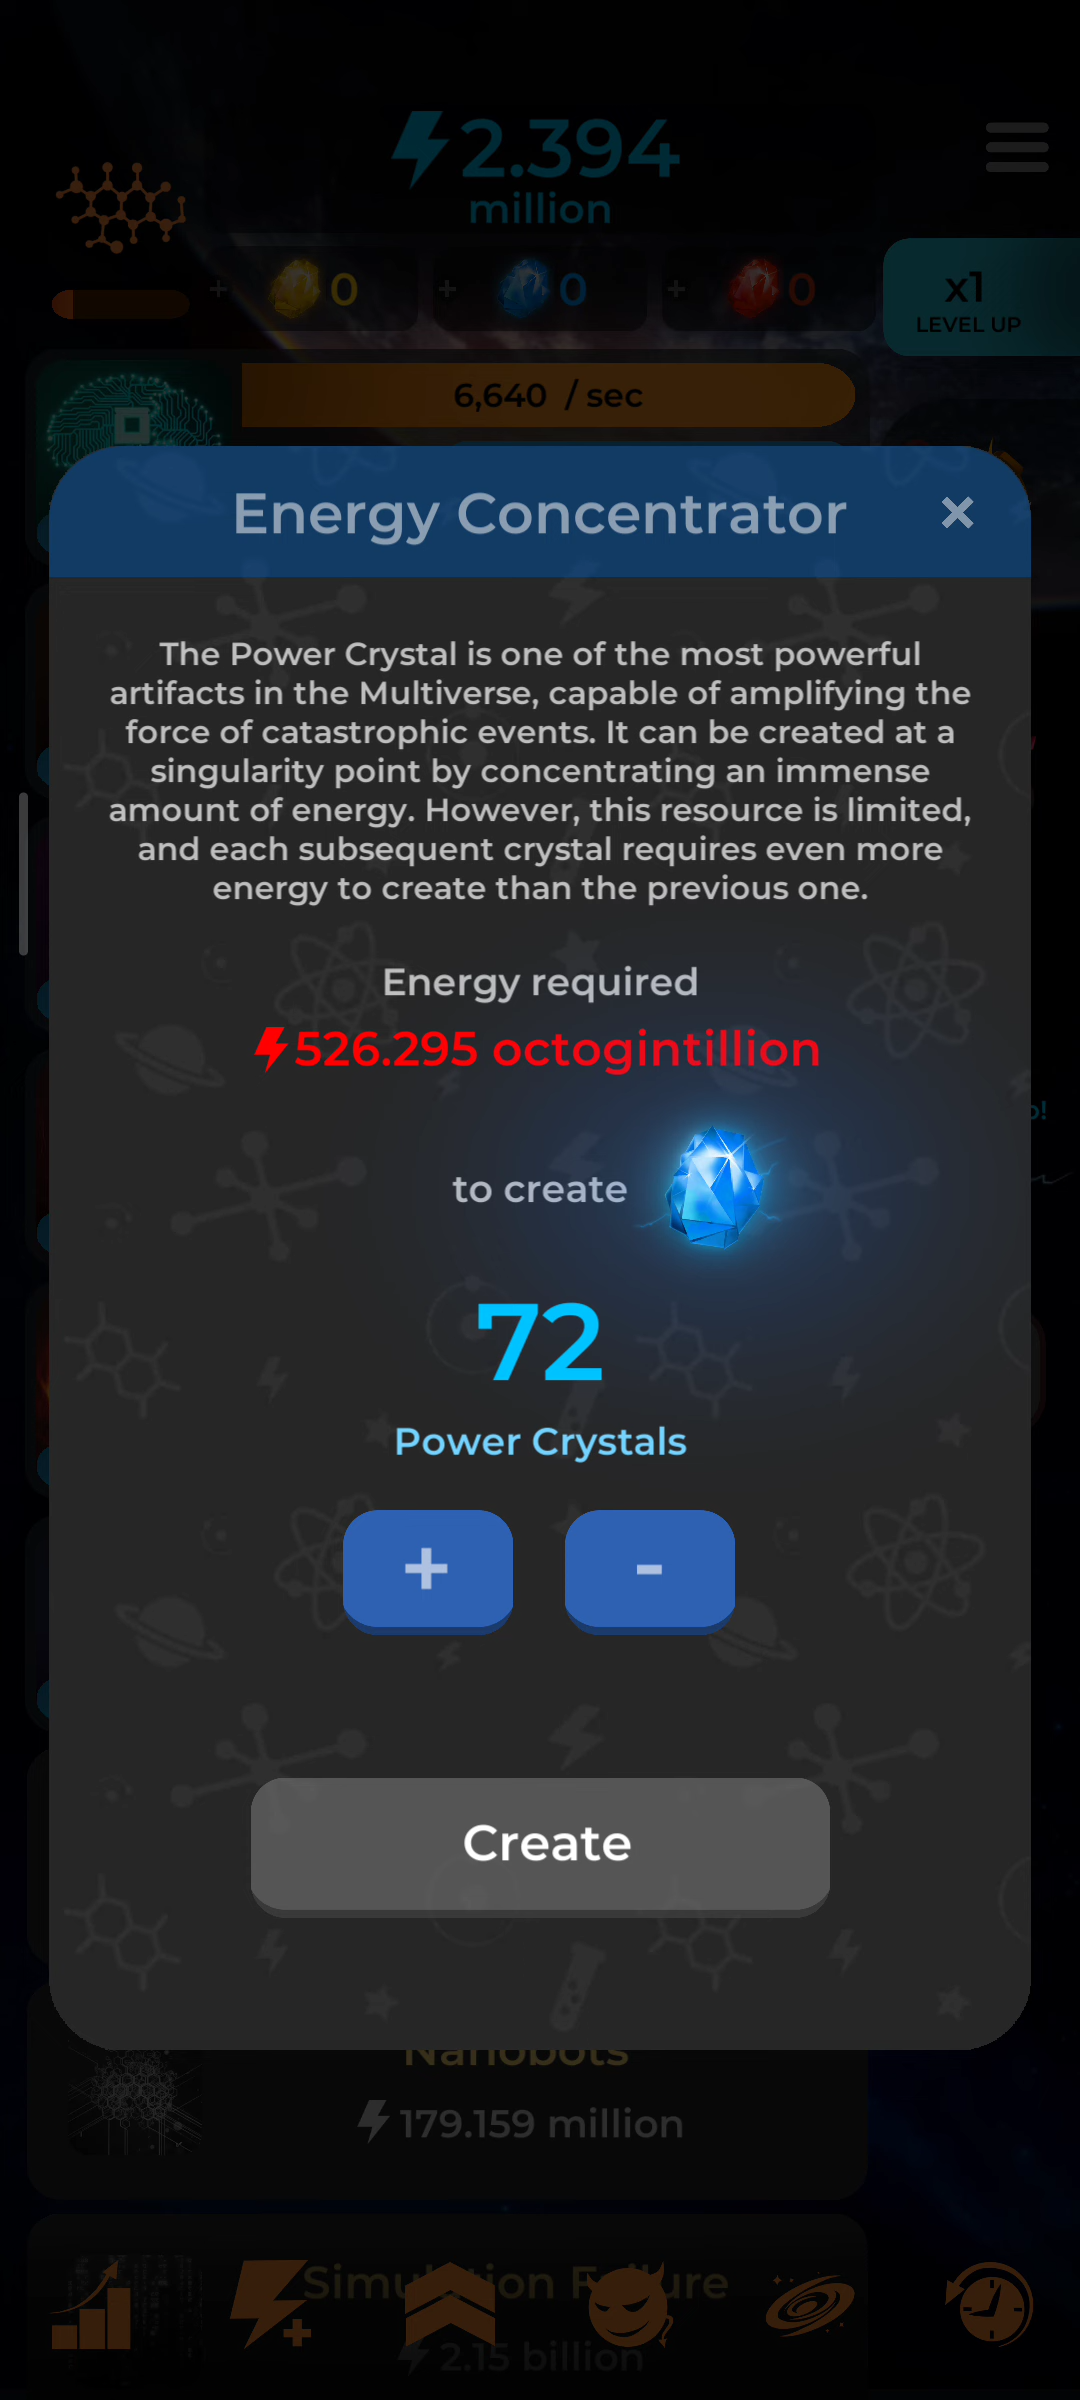 2.394
million
+ 0 + 0 + 0
x1
LEVEL UP
6,640 / sec
Energy Concentrator
The Power Crystal is one of the most powerful
artifacts in the Multiverse, capable of amplifying the
force of catastrophic events. It can be created at a
singularity point by concentrating an immense
amount of energy. However, this resource is limited,
and each subsequent crystal requires even more
energy to create than the previous one.
Energy required
526.295 octogintillion
to create
72
Power Crystals
+ -
Create
Nanobots
179.159 million
Simulation Failure
2.15 billion